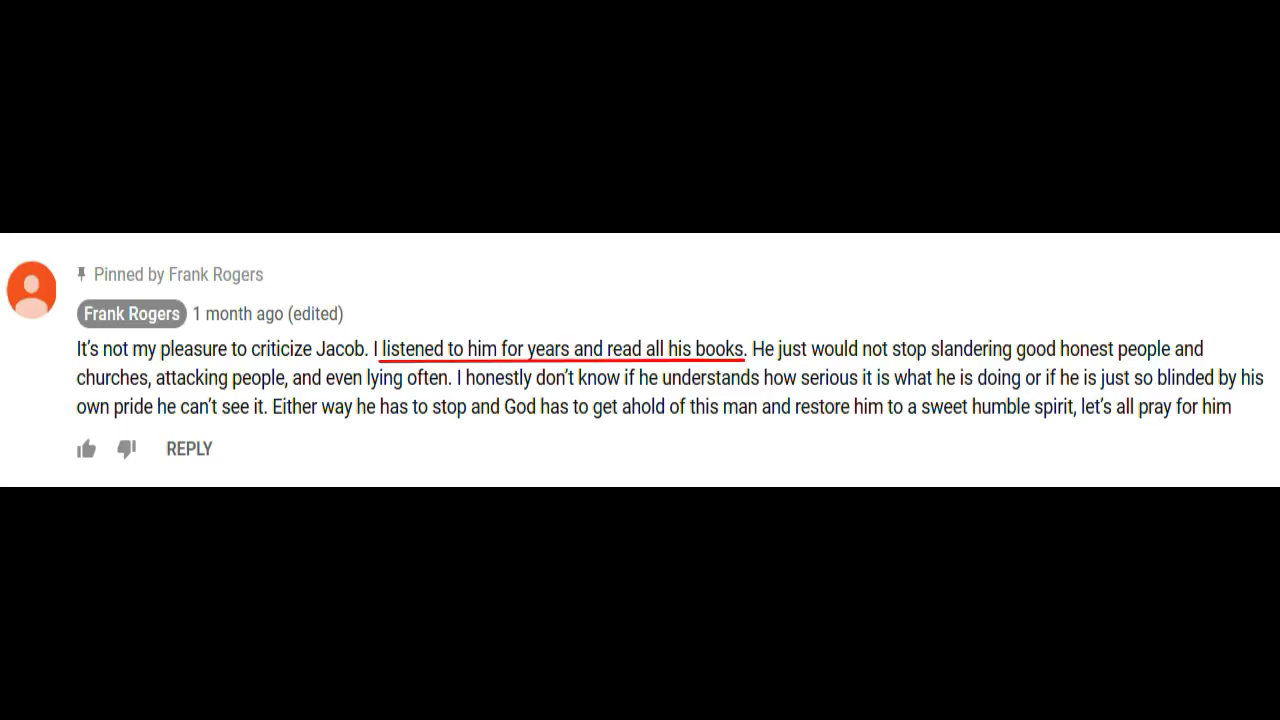 Pinned by Frank Rogers
Frank Rogers 1 month ago (edited)
It’s not my pleasure to criticize Jacob. I listened to him for years and read all his books. He just would not stop slandering good honest people and
churches, attacking people, and even lying often. I honestly don’t know if he understands how serious it is what he is doing or if he is just so blinded by his
own pride he can’t see it. Either way he has to stop and God has to get ahold of this man and restore him to a sweet humble spirit, let’s all pray for him
REPLY